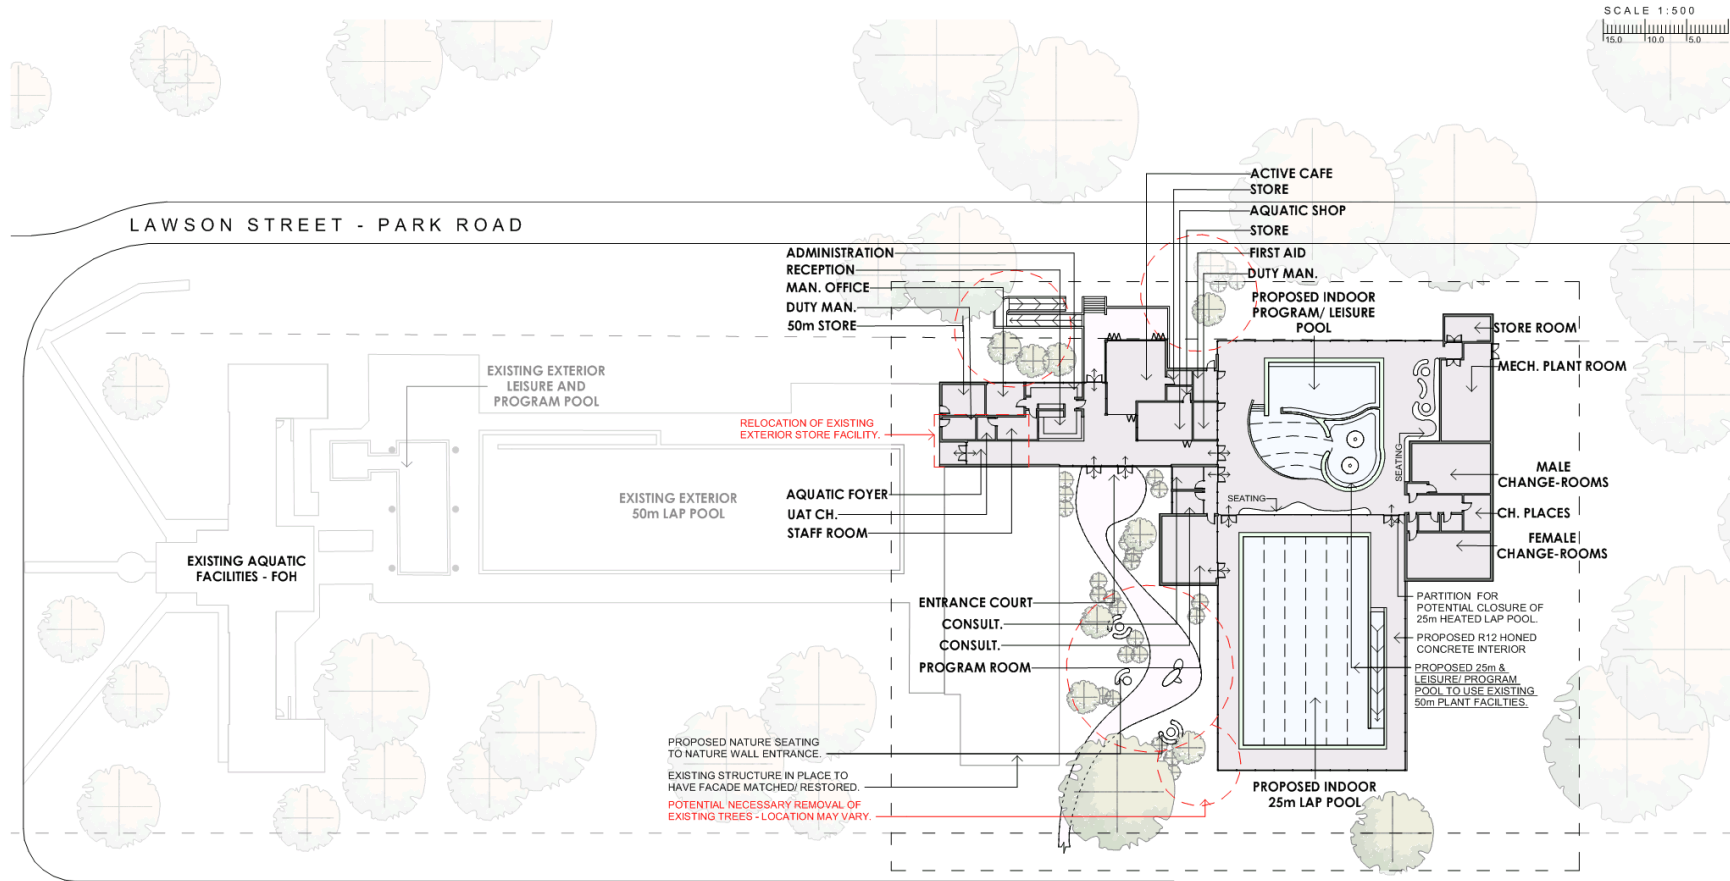 SCALE 1:500
15.0 10.0 5.0
LAWSON STREET - PARK ROAD
ACTIVE CAFE
STORE
AQUATIC SHOP
STORE
FIRST AID
DUTY MAN.
ADMINISTRATION
RECEPTION
MAN. OFFICE
DUTY MAN.
50m STORE
PROPOSED INDOOR
PROGRAM/ LEISURE
POOL
STORE ROOM
MECH. PLANT ROOM
EXISTING EXTERIOR
LEISURE AND
PROGRAM POOL
RELOCATION OF EXISTING
EXTERIOR STORE FACILITY.
SEATING
MALE
CHANGE-ROOMS
EXISTING EXTERIOR
50m LAP POOL
AQUATIC FOYER
UAT CH.
STAFF ROOM
SEATING
CH. PLACES
FEMALE
CHANGE-ROOMS
EXISTING AQUATIC
FACILITIES - FOH
ENTRANCE COURT
CONSULT.
CONSULT.
PROGRAM ROOM
PARTITION FOR
POTENTIAL CLOSURE OF
25m HEATED LAP POOL.
PROPOSED R12 HONED
CONCRETE INTERIOR
PROPOSED 25m &
LEISURE/ PROGRAM
POOL TO USE EXISTING
50m PLANT FACILTIES.
PROPOSED NATURE SEATING
TO NATURE WALL ENTRANCE.
EXISTING STRUCTURE IN PLACE TO
HAVE FACADE MATCHED/ RESTORED.
POTENTIAL NECESSARY REMOVAL OF
EXISTING TREES - LOCATION MAY VARY.
PROPOSED INDOOR
25m LAP POOL